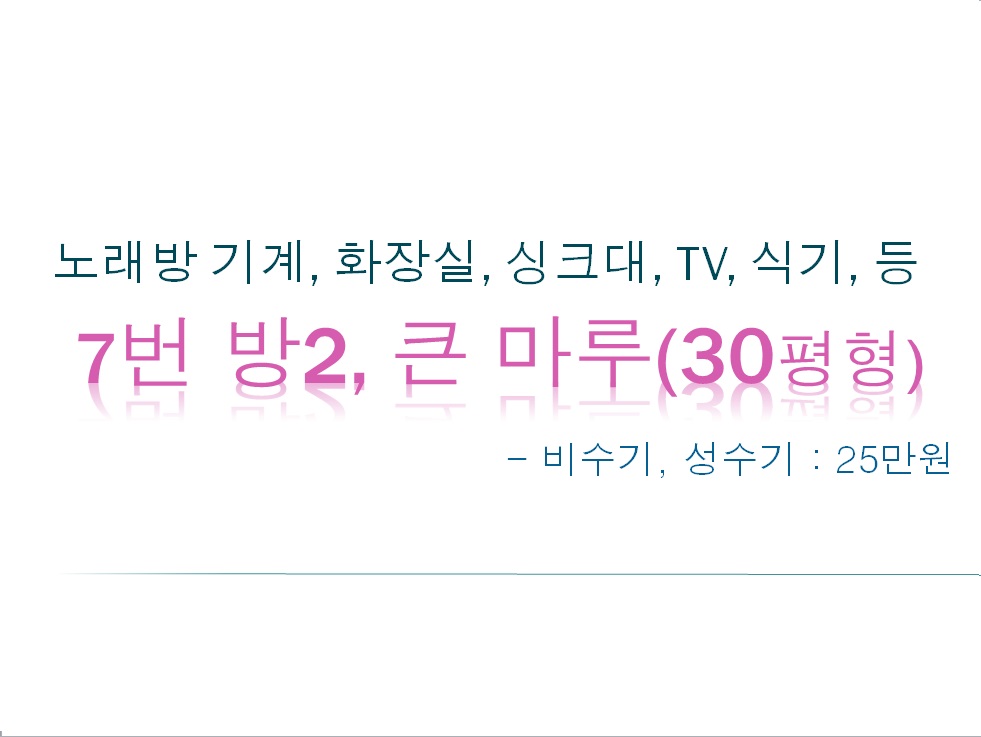 노래방 기계, 화장실, 싱크대, TV, 식기, 등
7번 방2, 큰 마루(30평형)
- 비수기, 성수기 : 25만원